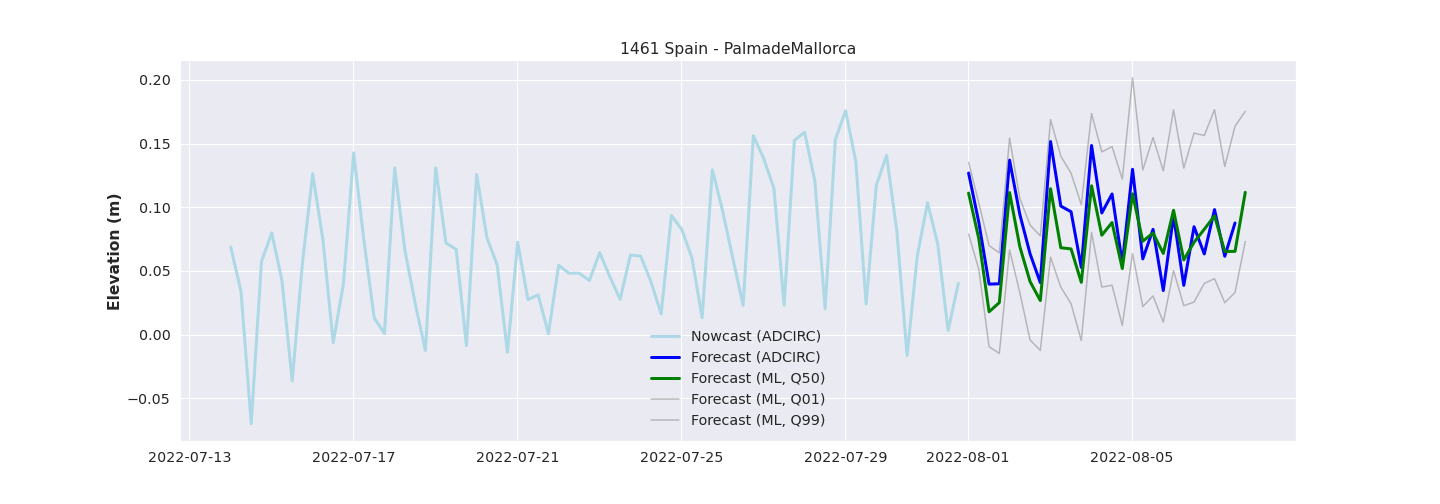 1461 Spain - PalmadeMallorca
Elevation (m)
0.20
0.15
0.10
0.05
0.00
−0.05
Nowcast (ADCIRC)
Forecast (ADCIRC)
Forecast (ML, Q50)
Forecast (ML, Q01)
Forecast (ML, Q99)
2022-07-13 2022-07-17 2022-07-21 2022-07-25 2022-07-29 2022-08-01 2022-08-05